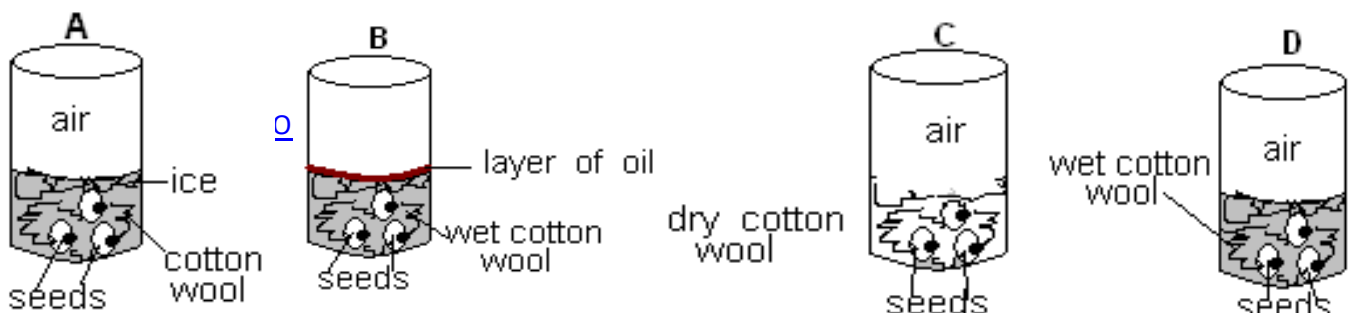 A
air
ice
cotton
wool
seeds
o
B
layer of oil
wet cotton
wool
seeds
C
air
dry cotton
wool
seeds
D
air
wet cotton
wool
seeds